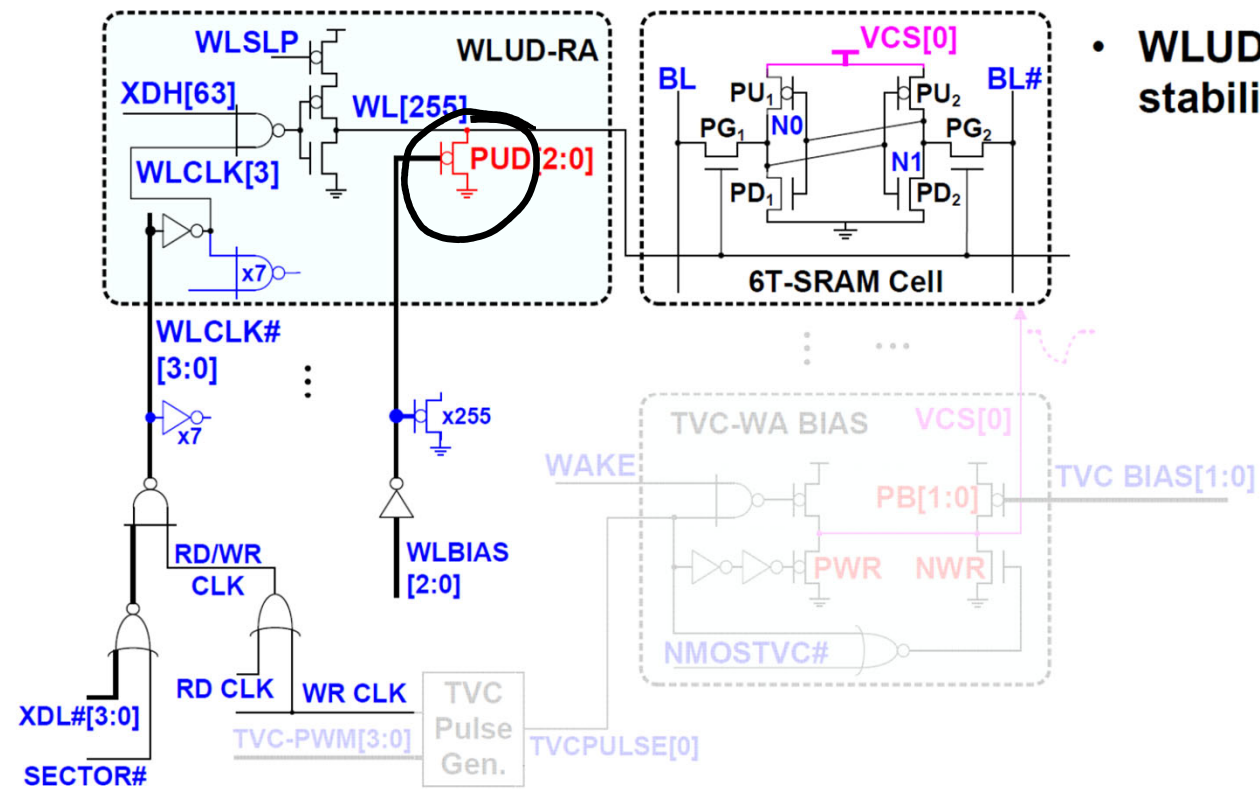 WLSLP
WLUD-RA
XDH[63]
WL[255]
WLCLK[3]
PUD[2:0]
x7
WLCLK#
[3:0]
x7
x255
RD/WR
CLK
WLBIAS
[2:0]
RD CLK
WR CLK
XDL#[3:0]
SECTOR#
TVC-PWM[3:0]
TVC
Pulse
Gen.
TVCPULSE[0]
VCS[0]
BL
BL#
PU1
PU2
PG1
PG2
N0
N1
PD1
PD2
6T-SRAM Cell
TVC-WA BIAS
VCS[0]
WAKE
PB[1:0]
TVC BIAS[1:0]
PWR
NWR
NMOSTVC#
• WLUD
stabili